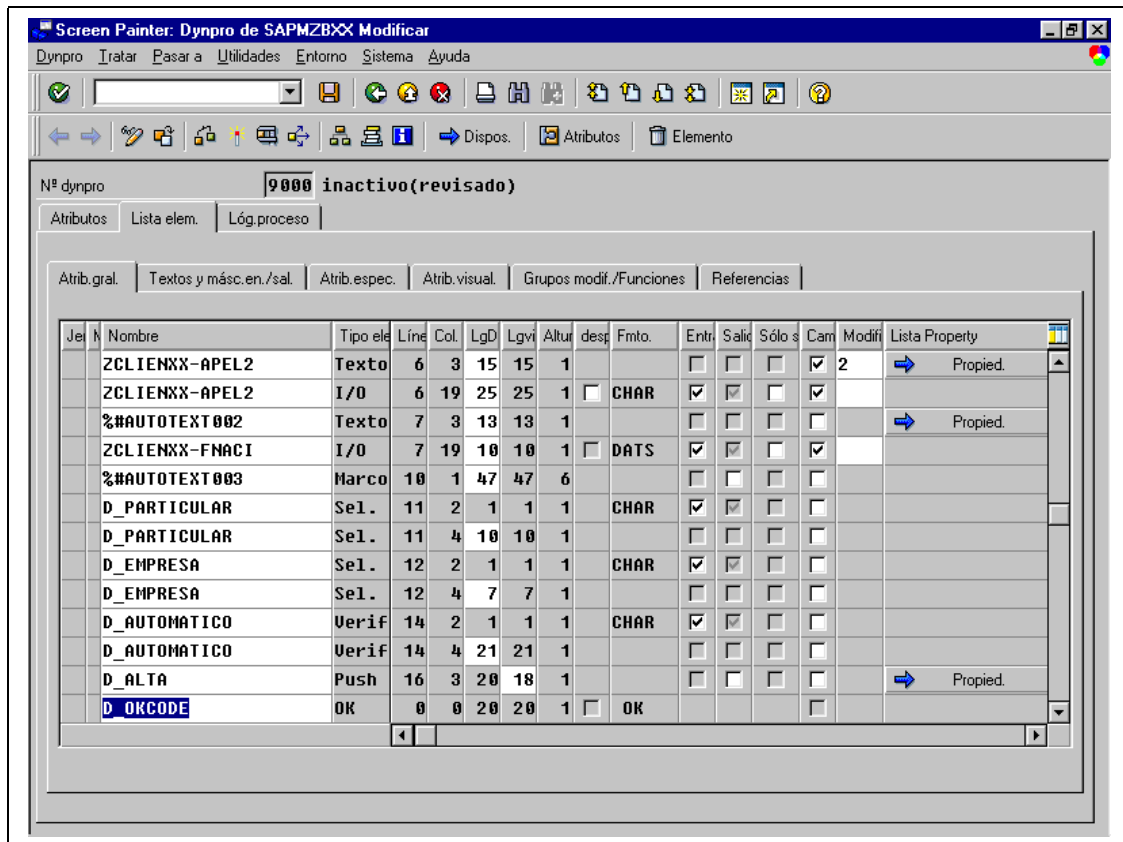 Screen Painter: Dynpro de SAPMZBXX Modificar
Dynpro Tratar Pasar a Utilidades Entorno Sistema Ayuda
Dispos. Atributos Elemento
Nº dynpro 9000 inactivo(revisado)
Atributos Lista elem. Lóg.proceso
Atrib.gral. Textos y másc.en./sal. Atrib.espec. Atrib.visual. Grupos modif./Funciones Referencias
Jer M Nombre Tipo ele Líne Col. LgD Lgvi Altur desp Fmto. Entr Salid Sólo s Cam Modifi Lista Property
ZCLIENXX-APEL2 Texto 6 3 15 15 1 2 Propied.
ZCLIENXX-APEL2 I/O 6 19 25 25 1 CHAR
%#AUTOTEXT002 Texto 7 3 13 13 1 Propied.
ZCLIENXX-FNACI I/O 7 19 10 10 1 DATS
%#AUTOTEXT003 Marco 10 1 47 47 6
D_PARTICULAR Sel. 11 2 1 1 1 CHAR
D_PARTICULAR Sel. 11 4 10 10 1
D_EMPRESA Sel. 12 2 1 1 1 CHAR
D_EMPRESA Sel. 12 4 7 7 1
D_AUTOMATICO Verif 14 2 1 1 1 CHAR
D_AUTOMATICO Verif 14 4 21 21 1
D_ALTA Push 16 3 20 18 1 Propied.
D_OKCODE OK 0 0 20 20 1 OK